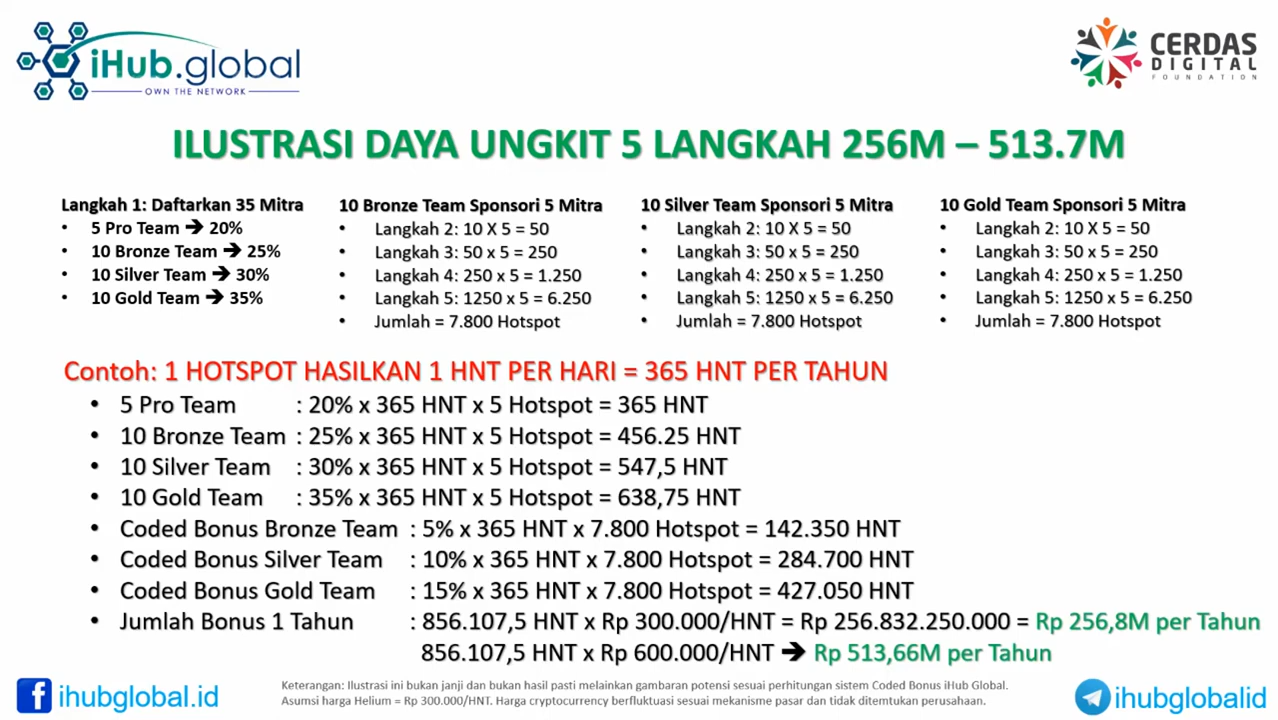 iHub.global
OWN THE NETWORK
CERDAS
DIGITAL
FOUNDATION
ILUSTRASI DAYA UNGKIT 5 LANGKAH 256M – 513.7M
Langkah 1: Daftarkan 35 Mitra
• 5 Pro Team ➔ 20%
• 10 Bronze Team ➔ 25%
• 10 Silver Team ➔ 30%
• 10 Gold Team ➔ 35%
10 Bronze Team Sponsori 5 Mitra
• Langkah 2: 10 X 5 = 50
• Langkah 3: 50 x 5 = 250
• Langkah 4: 250 x 5 = 1.250
• Langkah 5: 1250 x 5 = 6.250
• Jumlah = 7.800 Hotspot
10 Silver Team Sponsori 5 Mitra
• Langkah 2: 10 X 5 = 50
• Langkah 3: 50 x 5 = 250
• Langkah 4: 250 x 5 = 1.250
• Langkah 5: 1250 x 5 = 6.250
• Jumlah = 7.800 Hotspot
10 Gold Team Sponsori 5 Mitra
• Langkah 2: 10 X 5 = 50
• Langkah 3: 50 x 5 = 250
• Langkah 4: 250 x 5 = 1.250
• Langkah 5: 1250 x 5 = 6.250
• Jumlah = 7.800 Hotspot
Contoh: 1 HOTSPOT HASILKAN 1 HNT PER HARI = 365 HNT PER TAHUN
• 5 Pro Team : 20% x 365 HNT x 5 Hotspot = 365 HNT
• 10 Bronze Team : 25% x 365 HNT x 5 Hotspot = 456.25 HNT
• 10 Silver Team : 30% x 365 HNT x 5 Hotspot = 547,5 HNT
• 10 Gold Team : 35% x 365 HNT x 5 Hotspot = 638,75 HNT
• Coded Bonus Bronze Team : 5% x 365 HNT x 7.800 Hotspot = 142.350 HNT
• Coded Bonus Silver Team : 10% x 365 HNT x 7.800 Hotspot = 284.700 HNT
• Coded Bonus Gold Team : 15% x 365 HNT x 7.800 Hotspot = 427.050 HNT
• Jumlah Bonus 1 Tahun : 856.107,5 HNT x Rp 300.000/HNT = Rp 256.832.250.000 = Rp 256,8M per Tahun
856.107,5 HNT x Rp 600.000/HNT ➔ Rp 513,66M per Tahun
ihubglobal.id
Keterangan: Ilustrasi ini bukan janji dan bukan hasil pasti melainkan gambaran potensi sesuai perhitungan sistem Coded Bonus iHub Global.
Asumsi harga Helium = Rp 300.000/HNT. Harga cryptocurrency berfluktuasi sesuai mekanisme pasar dan tidak ditemtukan perusahaan.
ihubglobalid